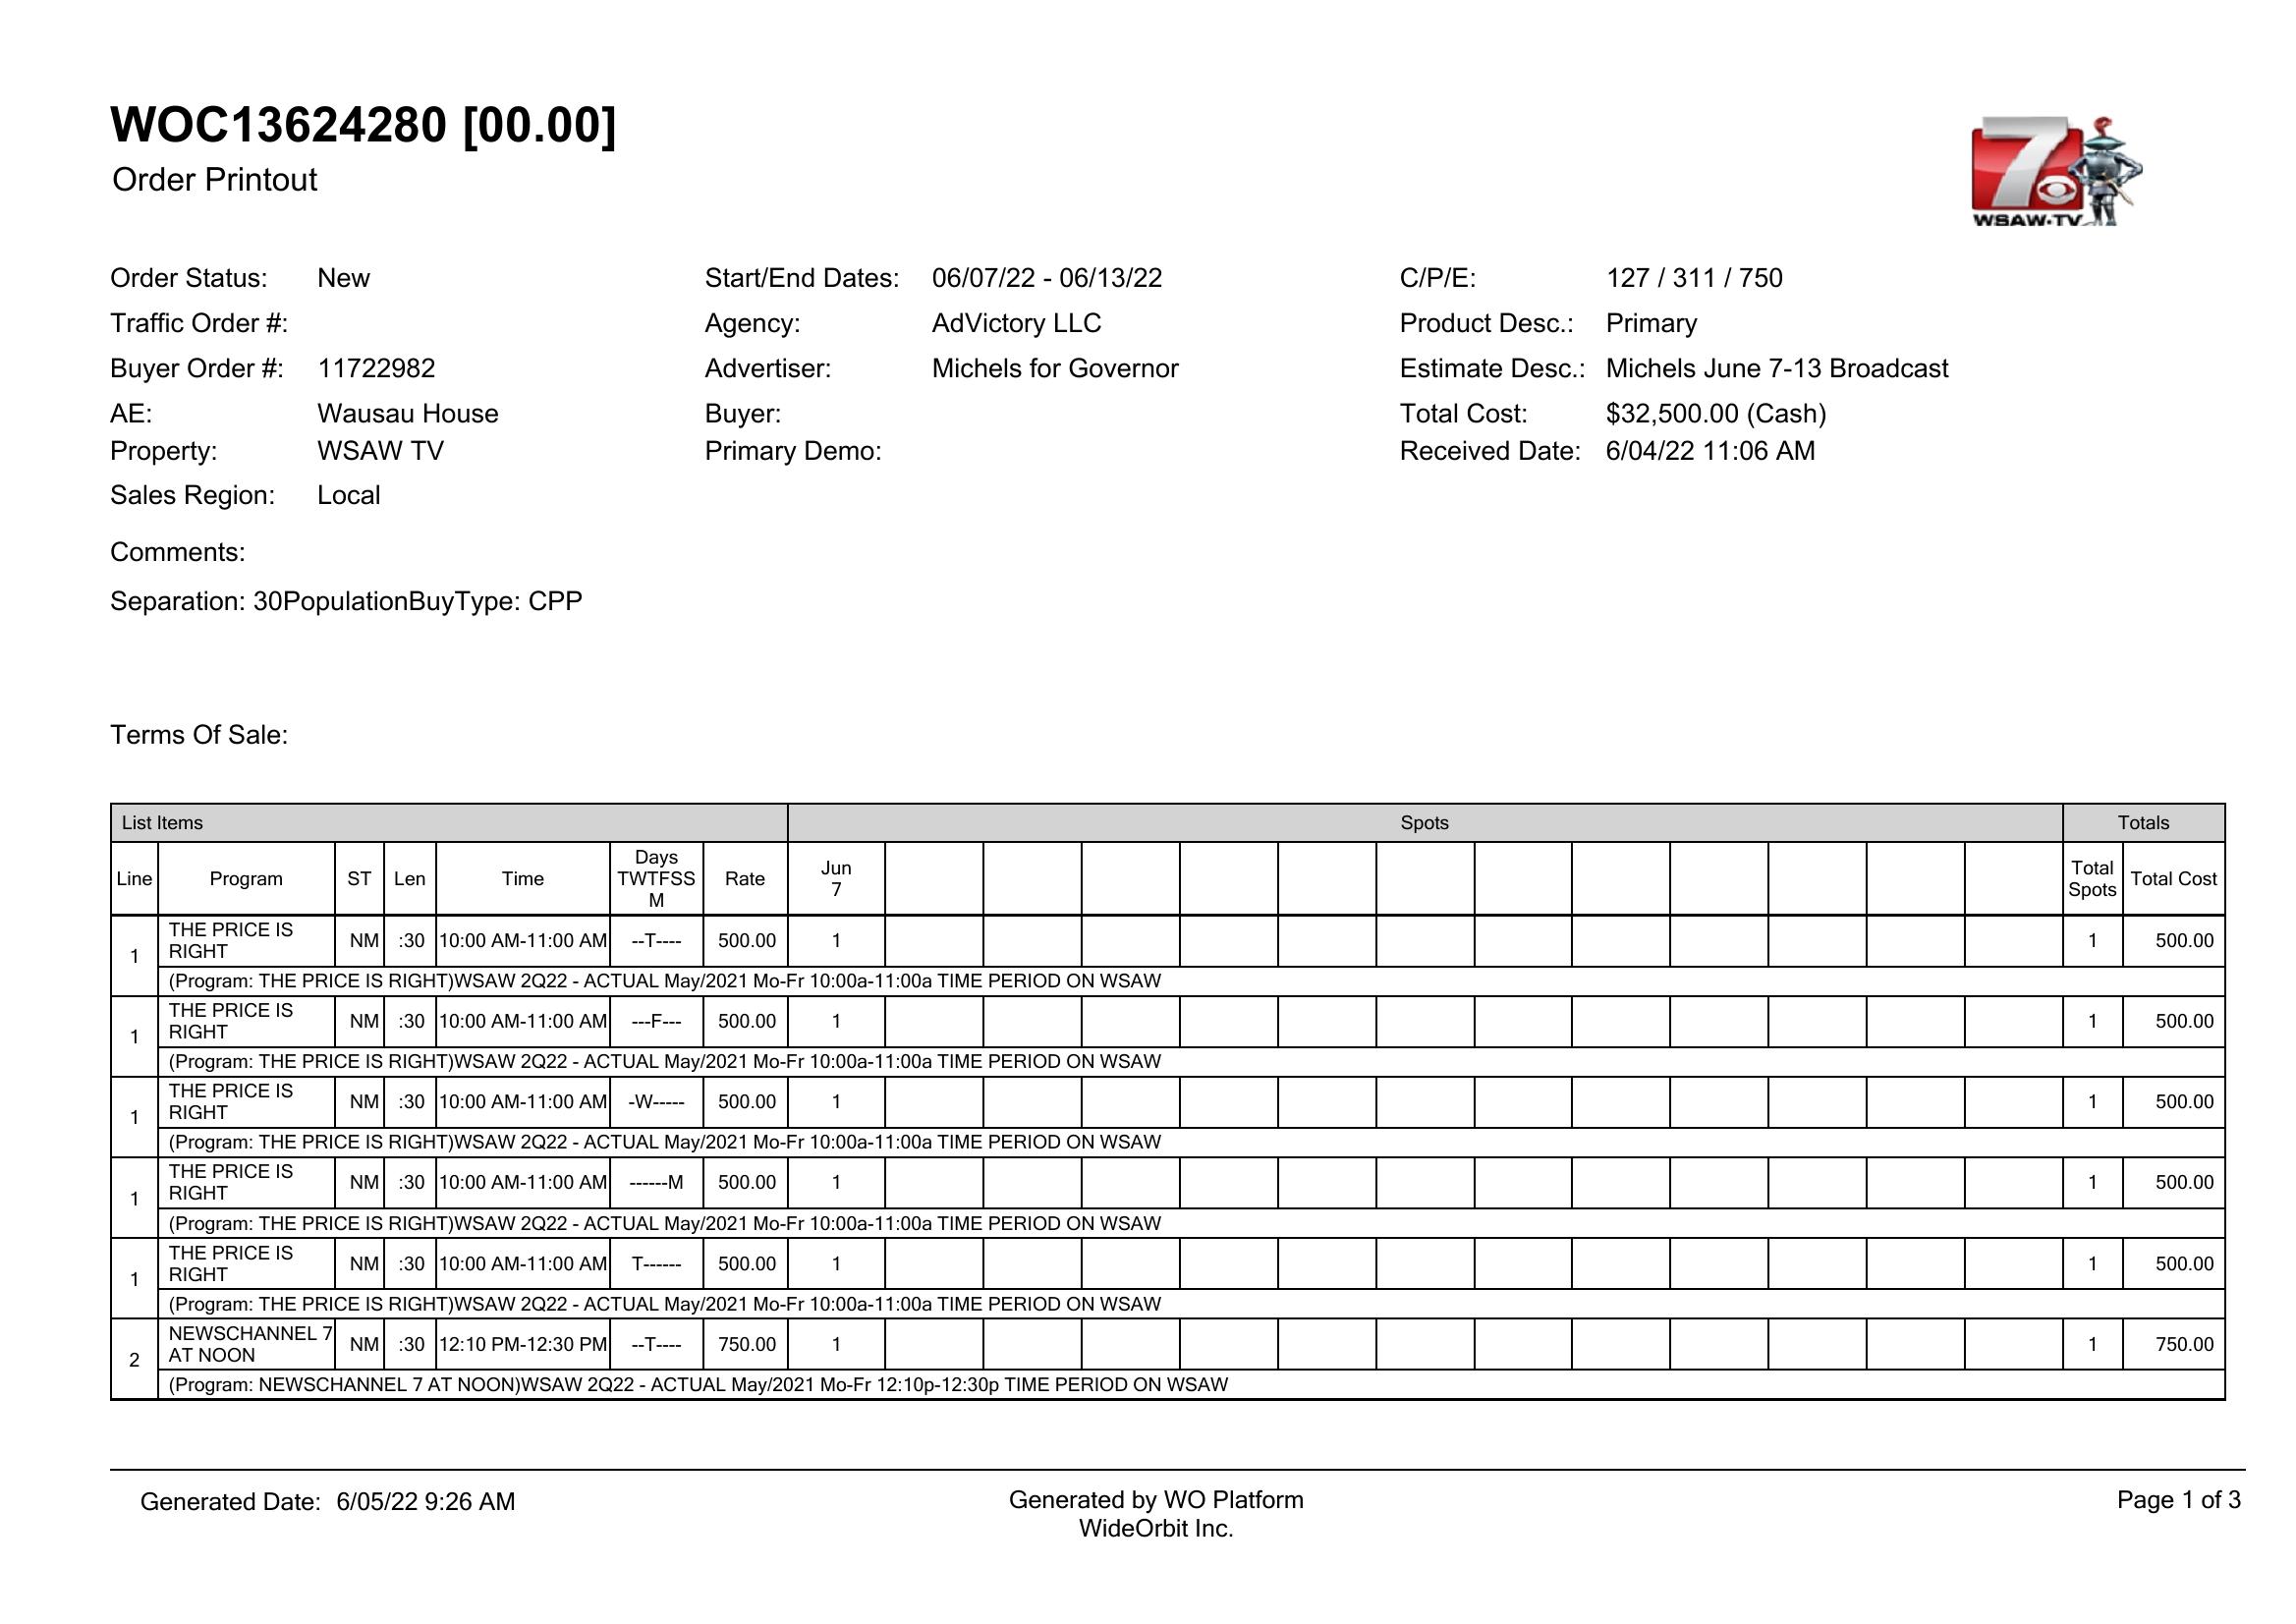 WOC13624280 [00.00]
Order Printout
7
WSAW-TV
Order Status: New Start/End Dates: 06/07/22 - 06/13/22 C/P/E: 127 / 311 / 750
Traffic Order #: Agency: AdVictory LLC Product Desc.: Primary
Buyer Order #: 11722982 Advertiser: Michels for Governor Estimate Desc.: Michels June 7-13 Broadcast
AE: Wausau House Buyer: Total Cost: $32,500.00 (Cash)
Property: WSAW TV Primary Demo: Received Date: 6/04/22 11:06 AM
Sales Region: Local
Comments:
Separation: 30PopulationBuyType: CPP
Terms Of Sale:
List Items Spots Totals
Line Program ST Len Time Days TWTFSS M Rate Jun 7 Total Spots Total Cost
1 THE PRICE IS RIGHT NM :30 10:00 AM-11:00 AM --T---- 500.00 1 1 500.00
(Program: THE PRICE IS RIGHT)WSAW 2Q22 - ACTUAL May/2021 Mo-Fr 10:00a-11:00a TIME PERIOD ON WSAW
1 THE PRICE IS RIGHT NM :30 10:00 AM-11:00 AM ---F--- 500.00 1 1 500.00
(Program: THE PRICE IS RIGHT)WSAW 2Q22 - ACTUAL May/2021 Mo-Fr 10:00a-11:00a TIME PERIOD ON WSAW
1 THE PRICE IS RIGHT NM :30 10:00 AM-11:00 AM -W----- 500.00 1 1 500.00
(Program: THE PRICE IS RIGHT)WSAW 2Q22 - ACTUAL May/2021 Mo-Fr 10:00a-11:00a TIME PERIOD ON WSAW
1 THE PRICE IS RIGHT NM :30 10:00 AM-11:00 AM ------M 500.00 1 1 500.00
(Program: THE PRICE IS RIGHT)WSAW 2Q22 - ACTUAL May/2021 Mo-Fr 10:00a-11:00a TIME PERIOD ON WSAW
1 THE PRICE IS RIGHT NM :30 10:00 AM-11:00 AM T------ 500.00 1 1 500.00
(Program: THE PRICE IS RIGHT)WSAW 2Q22 - ACTUAL May/2021 Mo-Fr 10:00a-11:00a TIME PERIOD ON WSAW
2 NEWSCHANNEL 7 AT NOON NM :30 12:10 PM-12:30 PM --T---- 750.00 1 1 750.00
(Program: NEWSCHANNEL 7 AT NOON)WSAW 2Q22 - ACTUAL May/2021 Mo-Fr 12:10p-12:30p TIME PERIOD ON WSAW
Generated Date: 6/05/22 9:26 AM Generated by WO Platform Page 1 of 3
WideOrbit Inc.